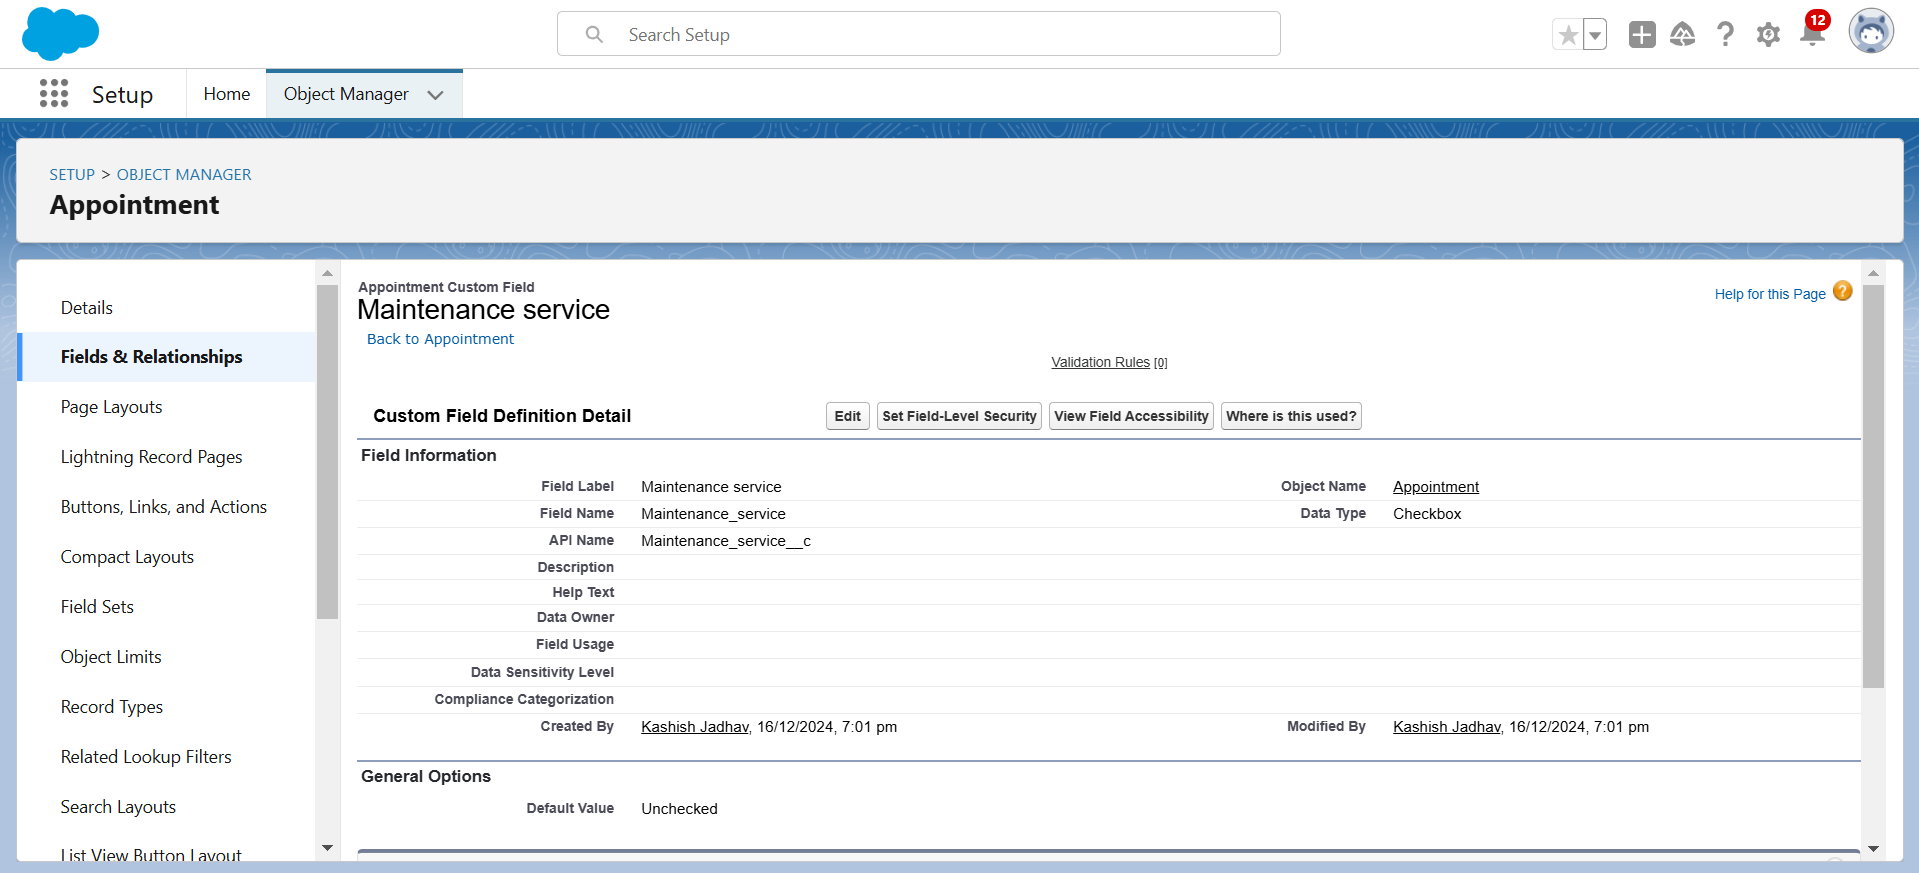 Search Setup
12
Setup
Home
Object Manager
SETUP > OBJECT MANAGER
Appointment
Details
Fields & Relationships
Page Layouts
Lightning Record Pages
Buttons, Links, and Actions
Compact Layouts
Field Sets
Object Limits
Record Types
Related Lookup Filters
Search Layouts
List View Button Layout
Appointment Custom Field
Maintenance service
Back to Appointment
Help for this Page ?
Validation Rules [0]
Custom Field Definition Detail
Edit
Set Field-Level Security
View Field Accessibility
Where is this used?
Field Information
Field Label Maintenance service Object Name Appointment
Field Name Maintenance_service Data Type Checkbox
API Name Maintenance_service__c
Description
Help Text
Data Owner
Field Usage
Data Sensitivity Level
Compliance Categorization
Created By Kashish Jadhav, 16/12/2024, 7:01 pm Modified By Kashish Jadhav, 16/12/2024, 7:01 pm
General Options
Default Value Unchecked